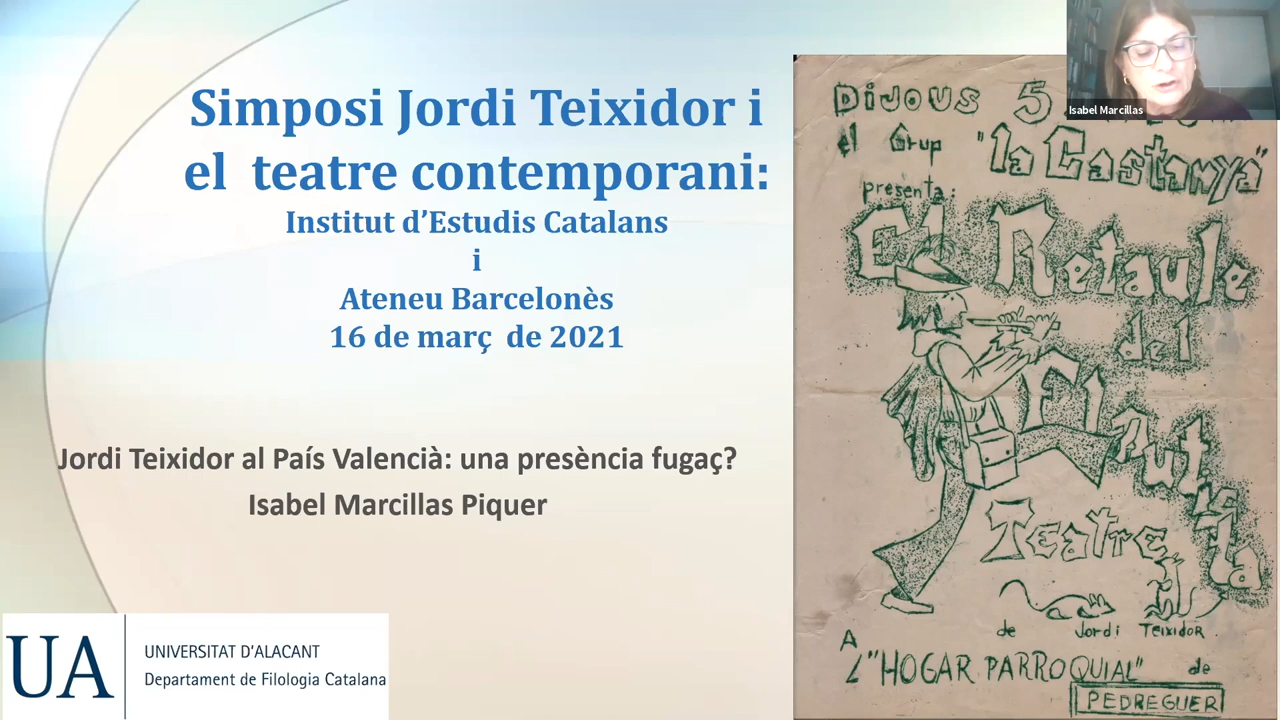 Simposi Jordi Teixidor i
el teatre contemporani:
Institut d’Estudis Catalans
i
Ateneu Barcelonès
16 de març de 2021
Jordi Teixidor al País Valencià: una presència fugaç?
Isabel Marcillas Piquer
UA
UNIVERSITAT D'ALACANT
Departament de Filologia Catalana
Isabel Marcillas
DIJOUS 5
el Grup "la Castanya"
presenta:
El Retaule
del
Flautista
Teatre
de Jordi Teixidor.
A
L'"HOGAR PARROQUIAL" de
PEDREGUER